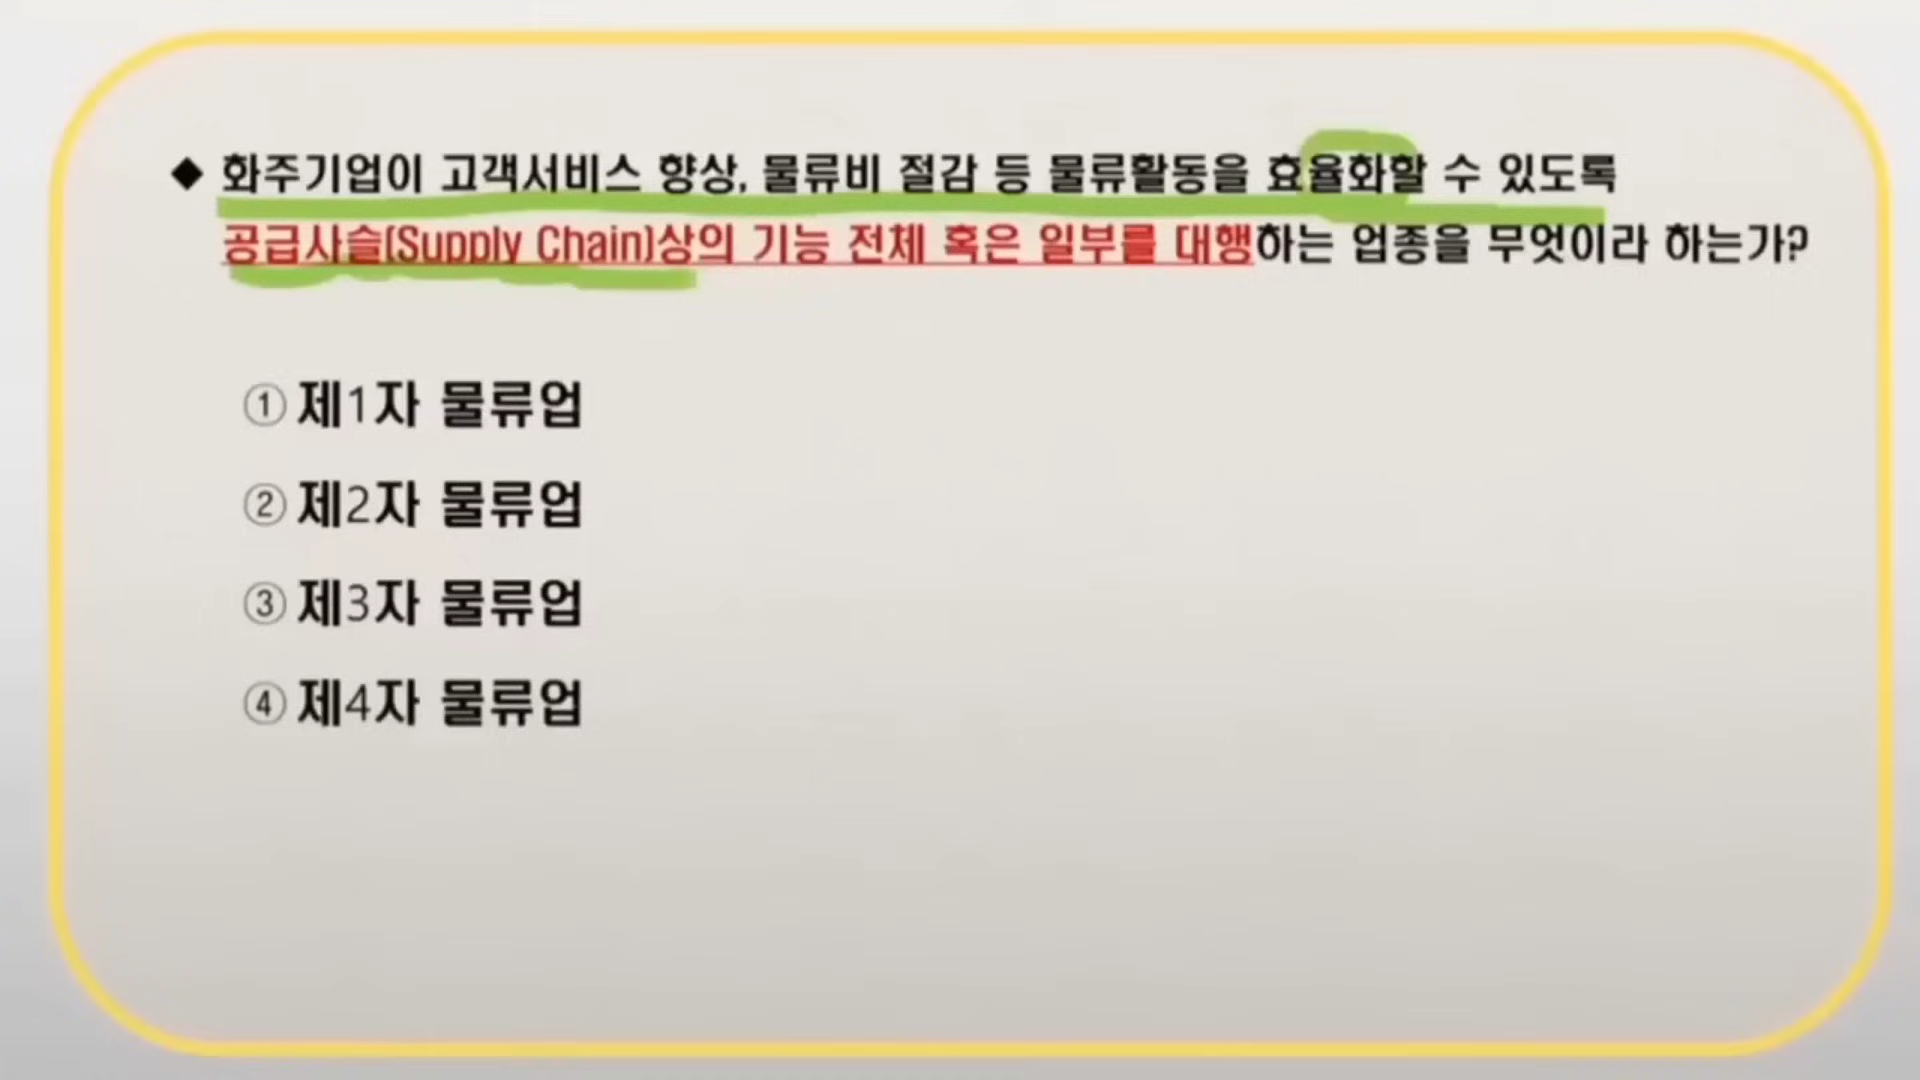 ◆ 화주기업이 고객서비스 향상, 물류비 절감 등 물류활동을 효율화할 수 있도록
공급사슬(Supply Chain)상의 기능 전체 혹은 일부를 대행하는 업종을 무엇이라 하는가?
① 제1자 물류업
② 제2자 물류업
③ 제3자 물류업
④ 제4자 물류업